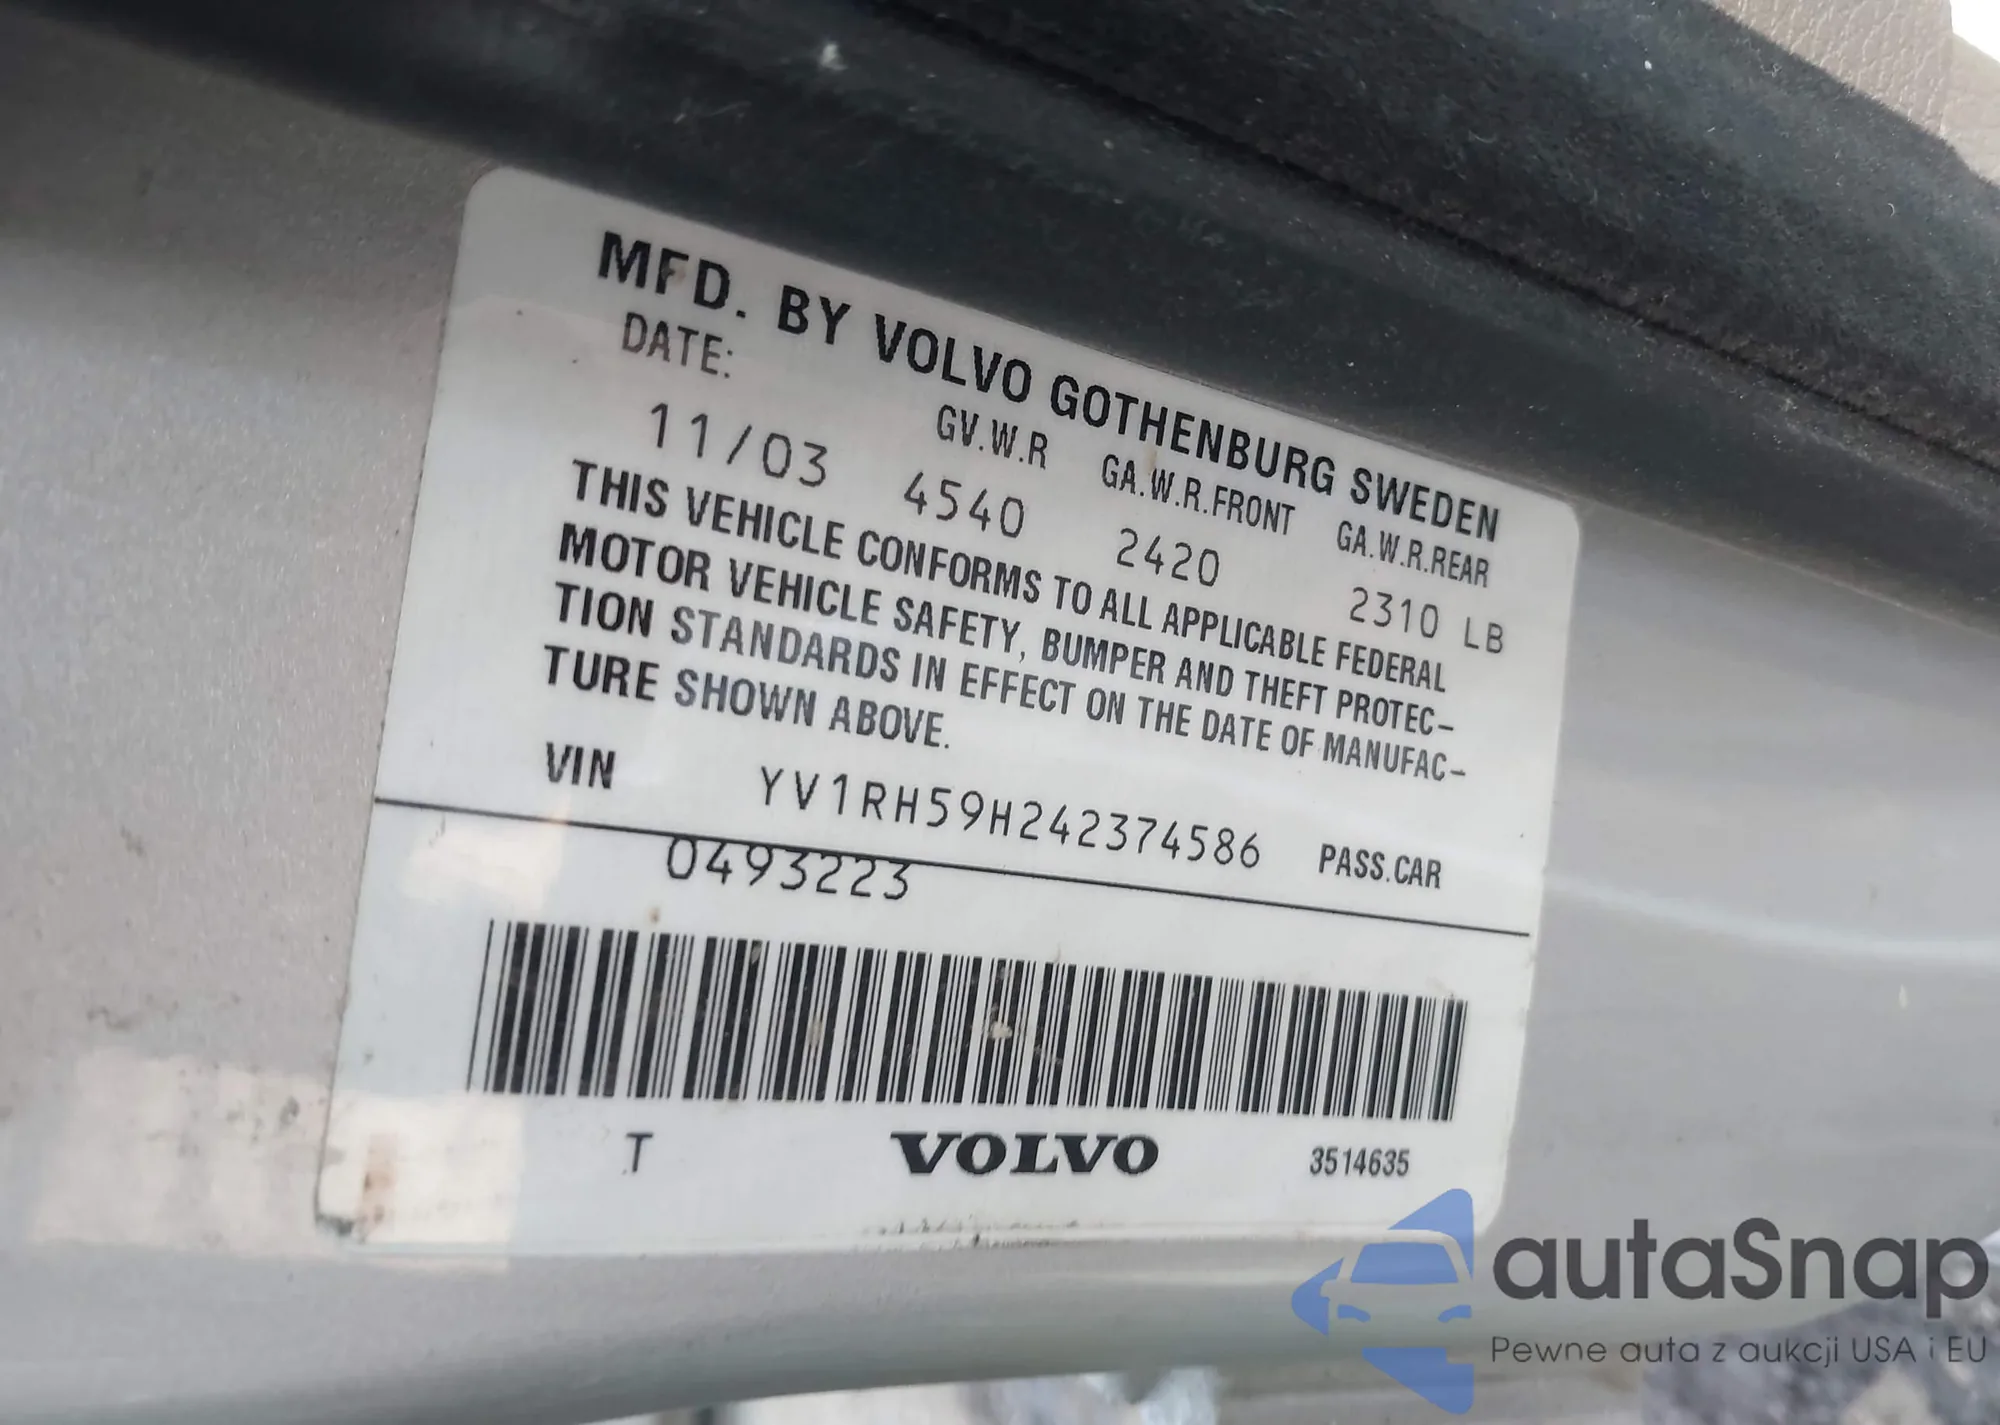 MFD. BY VOLVO GOTHENBURG SWEDEN
DATE: GV.W.R GA.W.R.FRONT GA.W.R.REAR
11/03 4540 2420 2310 LB
THIS VEHICLE CONFORMS TO ALL APPLICABLE FEDERAL
MOTOR VEHICLE SAFETY, BUMPER AND THEFT PROTEC-
TION STANDARDS IN EFFECT ON THE DATE OF MANUFAC-
TURE SHOWN ABOVE.
VIN YV1RH59H242374586 PASS.CAR
0493223
T VOLVO 3514635
autaSnap
Pewne auta z aukcji USA i EU